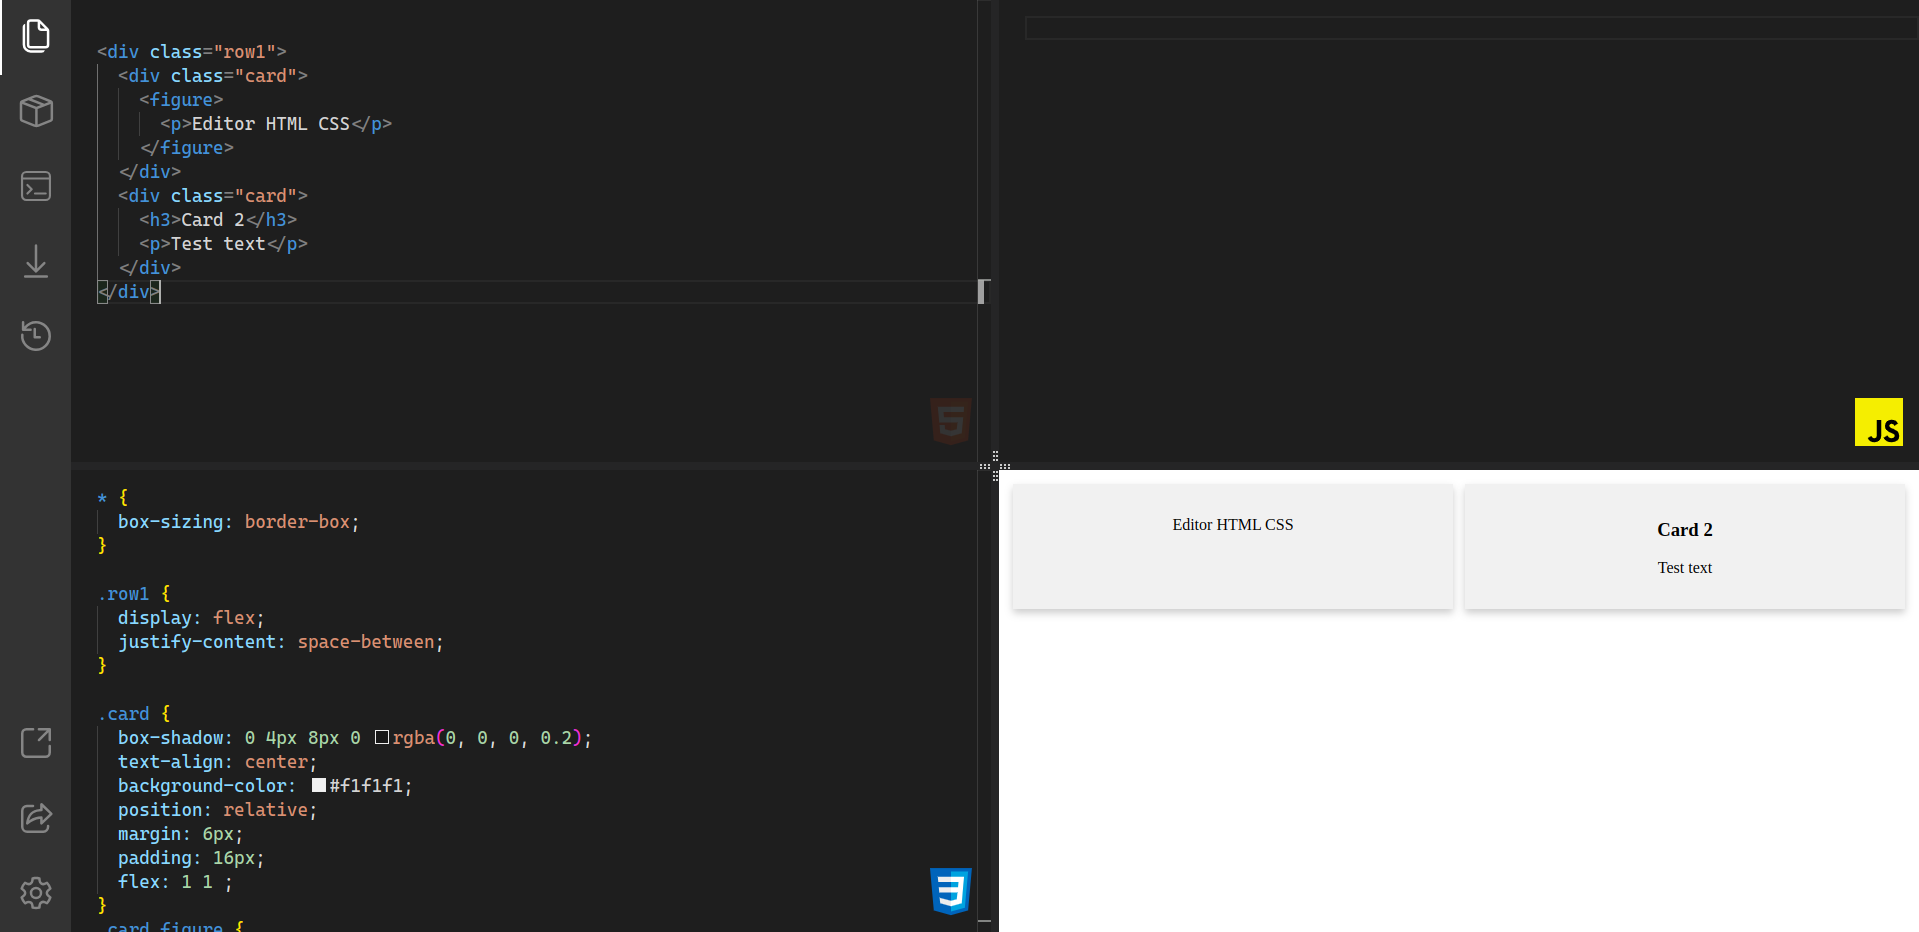 <div class="row1">
<div class="card">
<figure>
<p>Editor HTML CSS</p>
</figure>
</div>
<div class="card">
<h3>Card 2</h3>
<p>Test text</p>
</div>
</div>
JS
* {
box-sizing: border-box;
}
.row1 {
display: flex;
justify-content: space-between;
}
.card {
box-shadow: 0 4px 8px 0 rgba(0, 0, 0, 0.2);
text-align: center;
background-color: #f1f1f1;
position: relative;
margin: 6px;
padding: 16px;
flex: 1 1 ;
}
.card figure {
Editor HTML CSS
Card 2
Test text